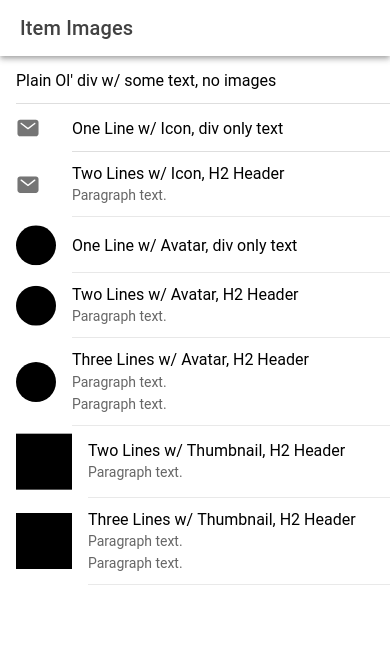 Item Images
Plain Ol' div w/ some text, no images
One Line w/ Icon, div only text
Two Lines w/ Icon, H2 Header
Paragraph text.
One Line w/ Avatar, div only text
Two Lines w/ Avatar, H2 Header
Paragraph text.
Three Lines w/ Avatar, H2 Header
Paragraph text.
Paragraph text.
Two Lines w/ Thumbnail, H2 Header
Paragraph text.
Three Lines w/ Thumbnail, H2 Header
Paragraph text.
Paragraph text.